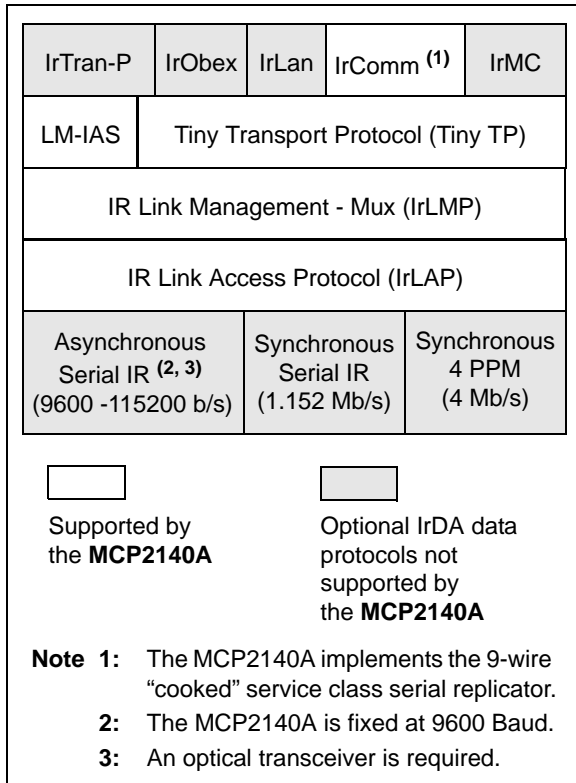 IrTran-P IrObex IrLan IrComm (1) IrMC
LM-IAS Tiny Transport Protocol (Tiny TP)
IR Link Management - Mux (IrLMP)
IR Link Access Protocol (IrLAP)
Asynchronous
Serial IR (2, 3)
(9600 -115200 b/s)
Synchronous
Serial IR
(1.152 Mb/s)
Synchronous
4 PPM
(4 Mb/s)
Supported by
the MCP2140A
Optional IrDA data
protocols not
supported by
the MCP2140A
Note 1: The MCP2140A implements the 9-wire
“cooked” service class serial replicator.
2: The MCP2140A is fixed at 9600 Baud.
3: An optical transceiver is required.